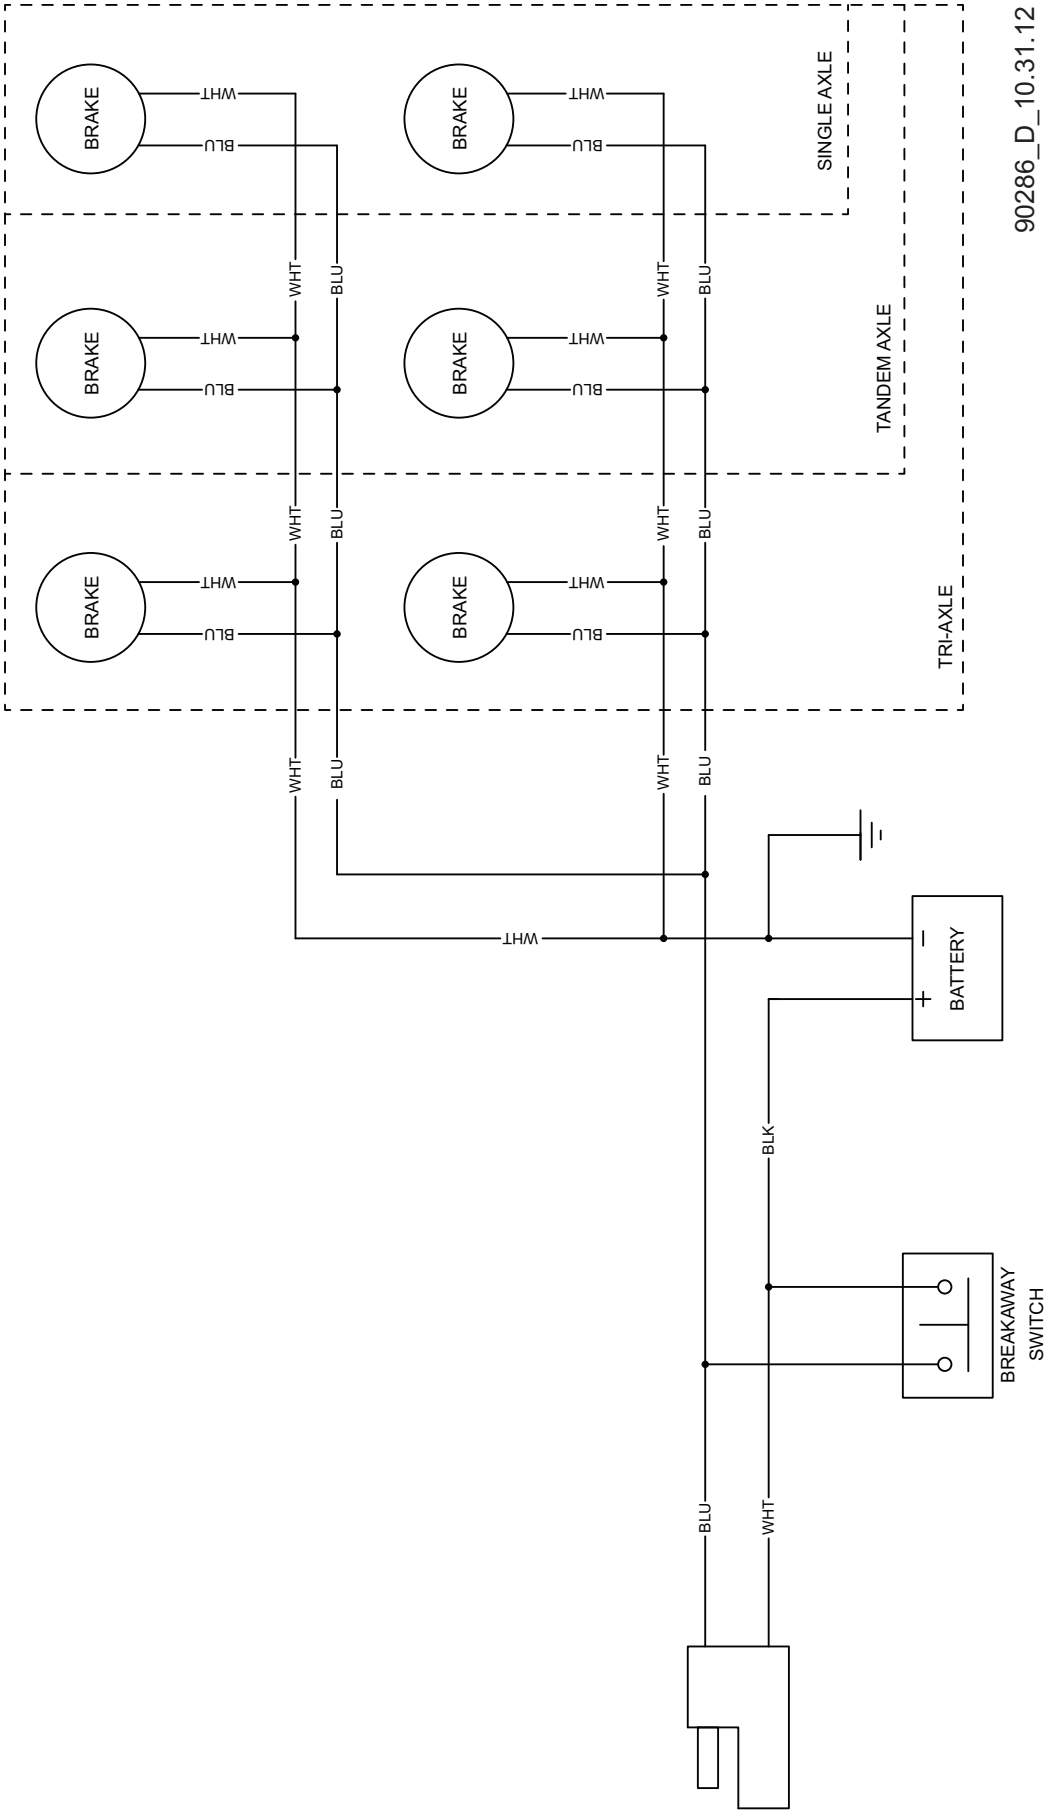 BRAKE
BRAKE
BRAKE
BLU
WHT
BLU
WHT
BLU
WHT
WHT
WHT
WHT
BLU
BLU
BLU
BRAKE
BRAKE
BRAKE
WHT
BLU
WHT
BLU
WHT
BLU
WHT
WHT
WHT
WHT
BLU
BLU
BLU
BLU
WHT
BLK
SINGLE AXLE
TANDEM AXLE
TRI-AXLE
+ −
BATTERY
BREAKAWAY
SWITCH
90286_D_10.31.12